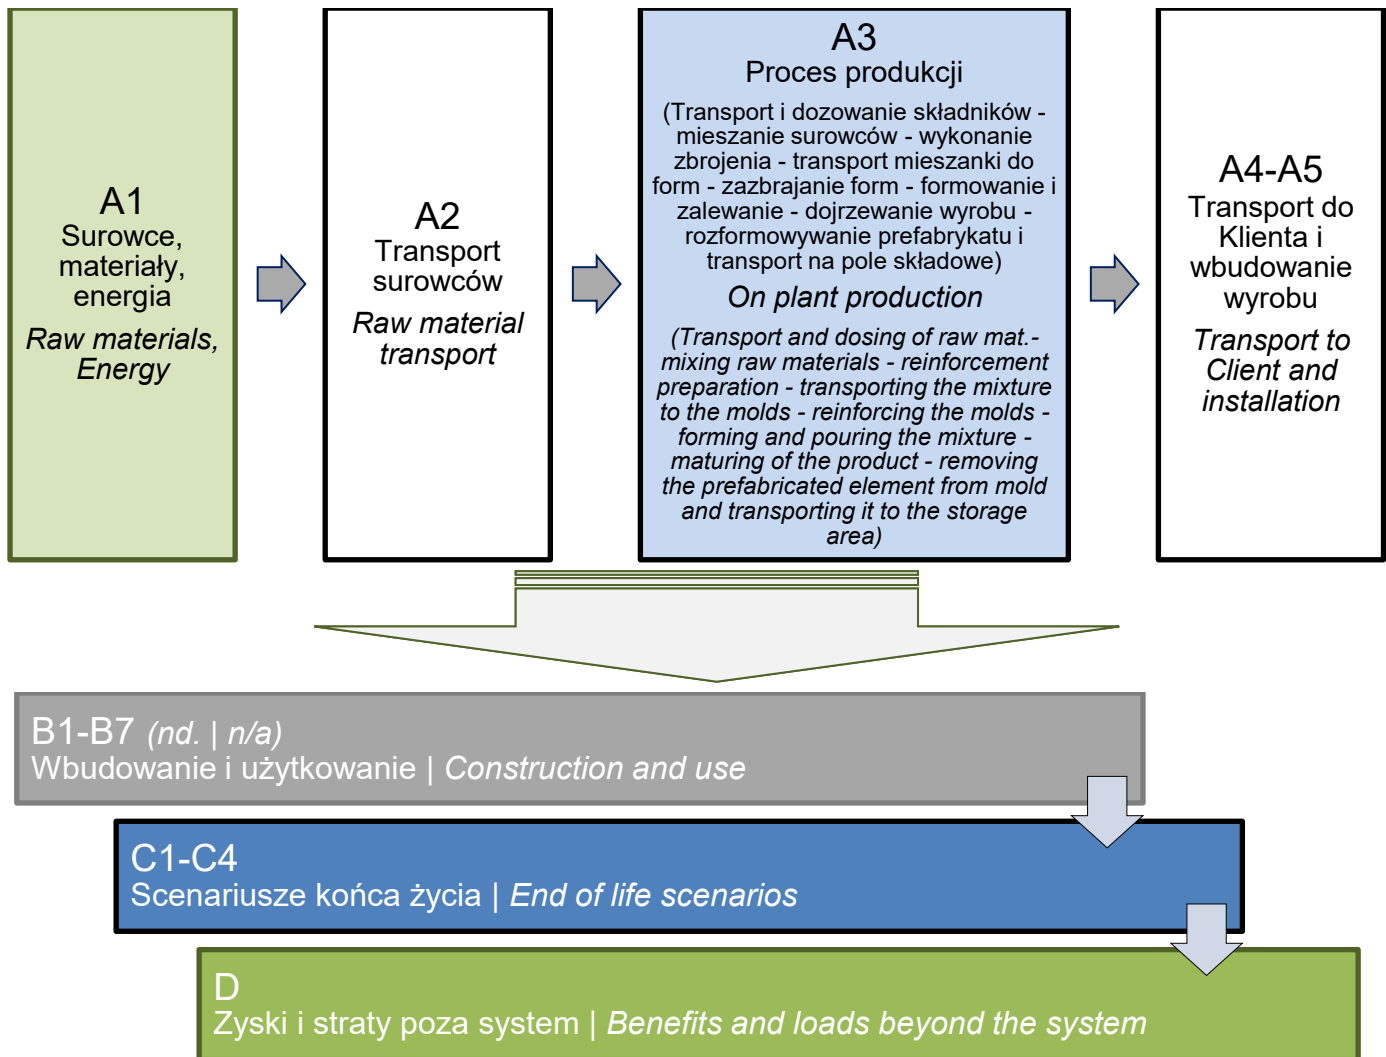 A1
Surowce,
materiały,
energia
Raw materials,
Energy
A2
Transport
surowców
Raw material
transport
A3
Proces produkcji
(Transport i dozowanie składników -
mieszanie surowców - wykonanie
zbrojenia - transport mieszanki do
form - zazbrajanie form - formowanie i
zalewanie - dojrzewanie wyrobu -
rozformowywanie prefabrykatu i
transport na pole składowe)
On plant production
(Transport and dosing of raw mat.-
mixing raw materials - reinforcement
preparation - transporting the mixture
to the molds - reinforcing the molds -
forming and pouring the mixture -
maturing of the product - removing
the prefabricated element from mold
and transporting it to the storage
area)
A4-A5
Transport do
Klienta i
wbudowanie
wyrobu
Transport to
Client and
installation
B1-B7 (nd. | n/a)
Wbudowanie i użytkowanie | Construction and use
C1-C4
Scenariusze końca życia | End of life scenarios
D
Zyski i straty poza system | Benefits and loads beyond the system